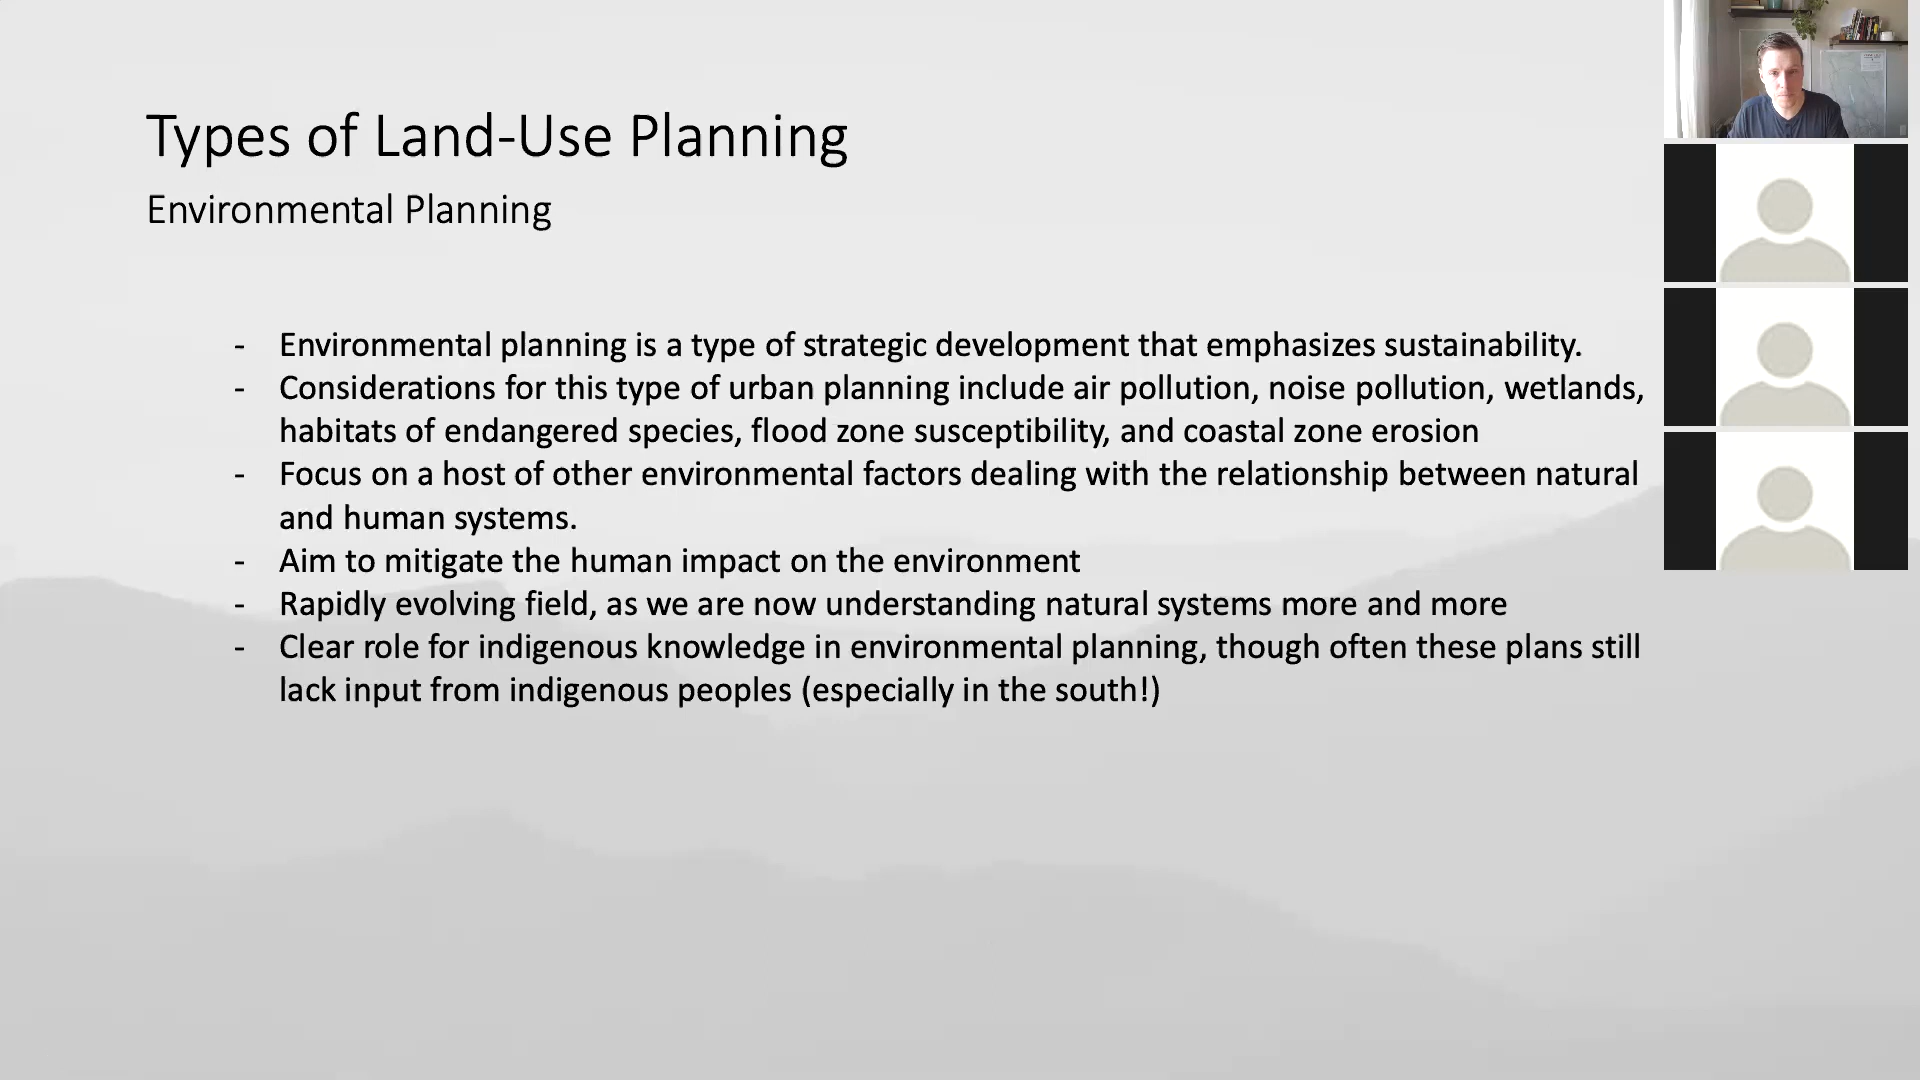 Types of Land-Use Planning
Environmental Planning
- Environmental planning is a type of strategic development that emphasizes sustainability.
- Considerations for this type of urban planning include air pollution, noise pollution, wetlands,
habitats of endangered species, flood zone susceptibility, and coastal zone erosion
- Focus on a host of other environmental factors dealing with the relationship between natural
and human systems.
- Aim to mitigate the human impact on the environment
- Rapidly evolving field, as we are now understanding natural systems more and more
- Clear role for indigenous knowledge in environmental planning, though often these plans still
lack input from indigenous peoples (especially in the south!)